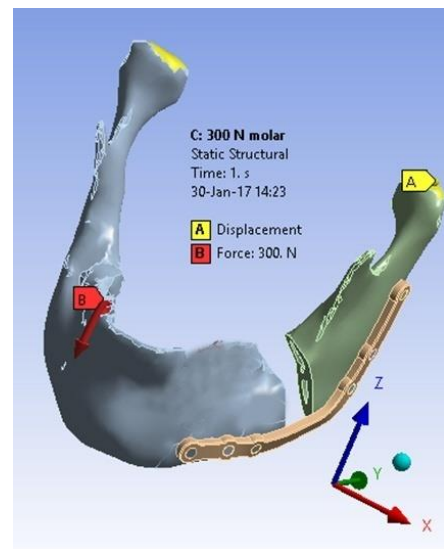 C: 300 N molar
Static Structural
Time: 1. s
30-Jan-17 14:23
A Displacement
B Force: 300. N
A
B
Z
Y
X